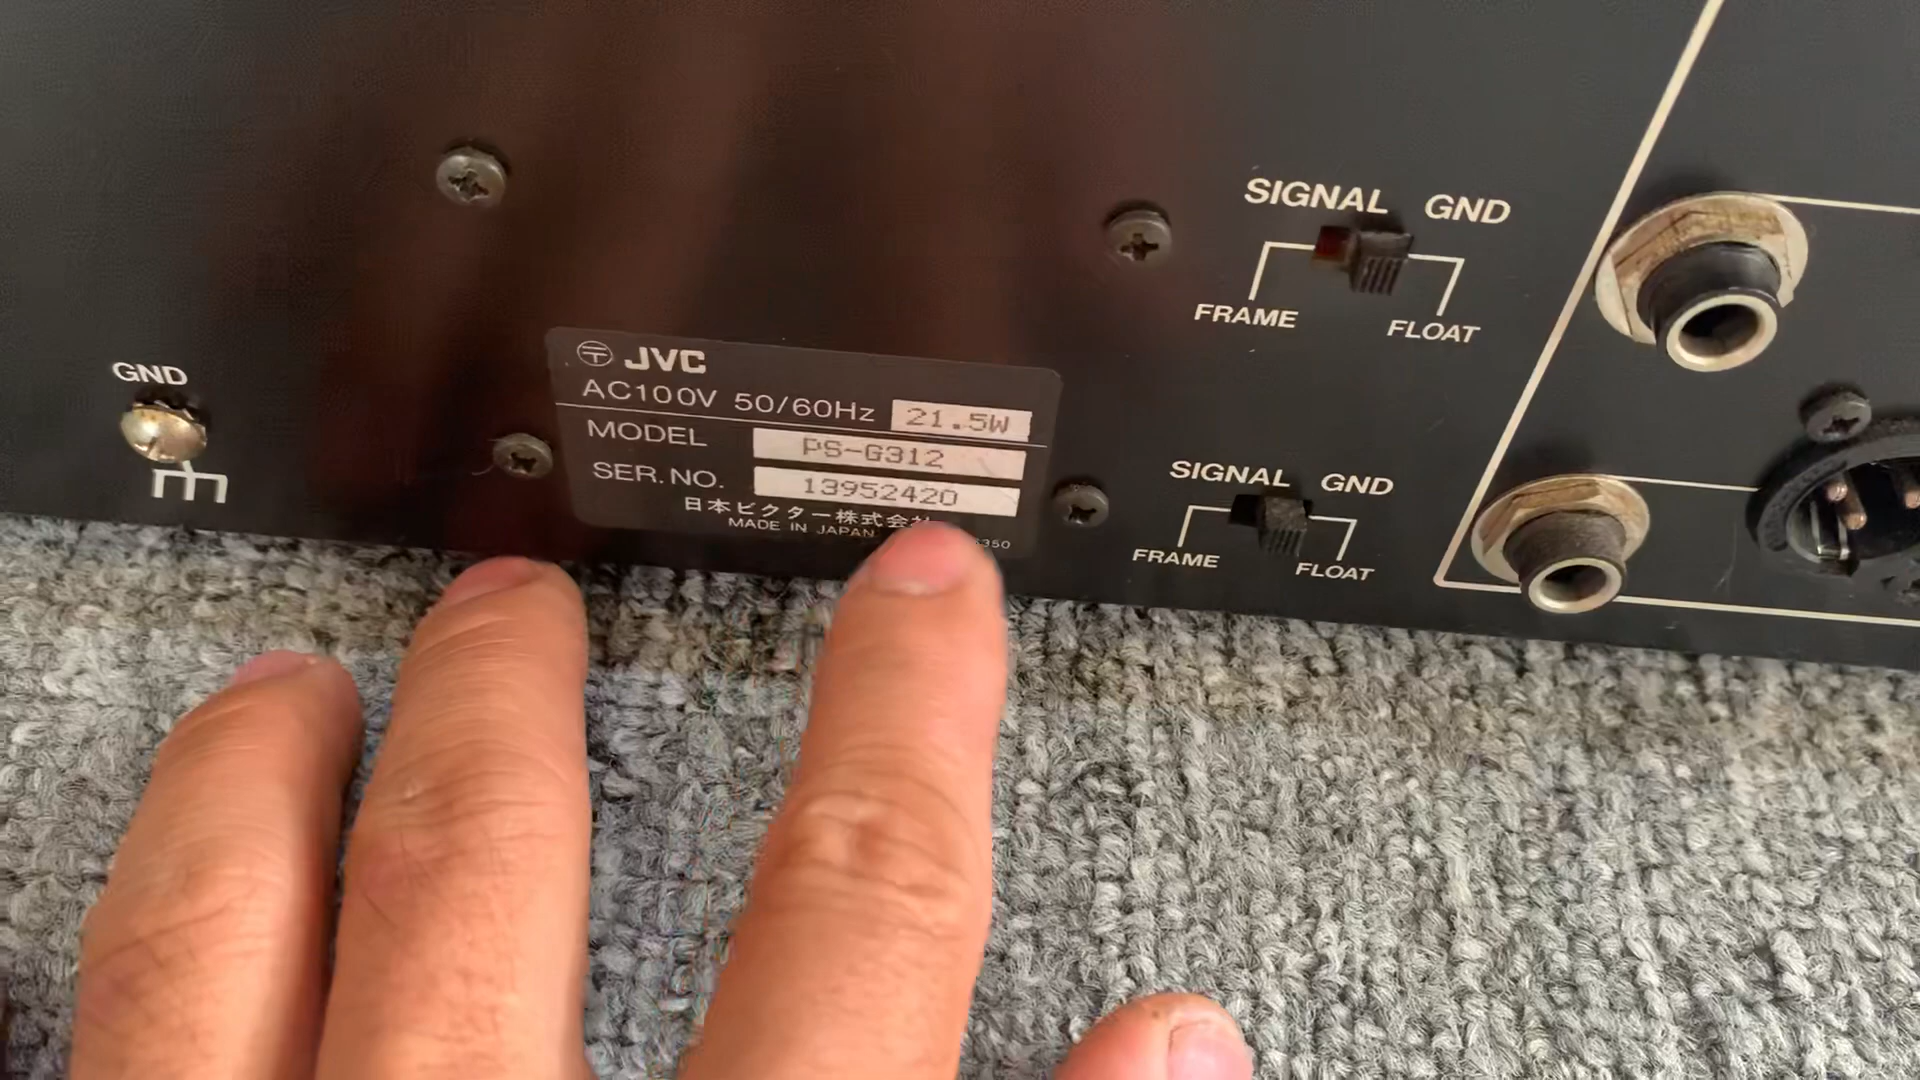 SIGNAL GND
FRAME FLOAT
GND
〒 JVC
AC100V 50/60Hz 21.5W
MODEL PS-G312
SER. NO. 13952420
日本ビクター株式会社
MADE IN JAPAN
SIGNAL GND
FRAME FLOAT